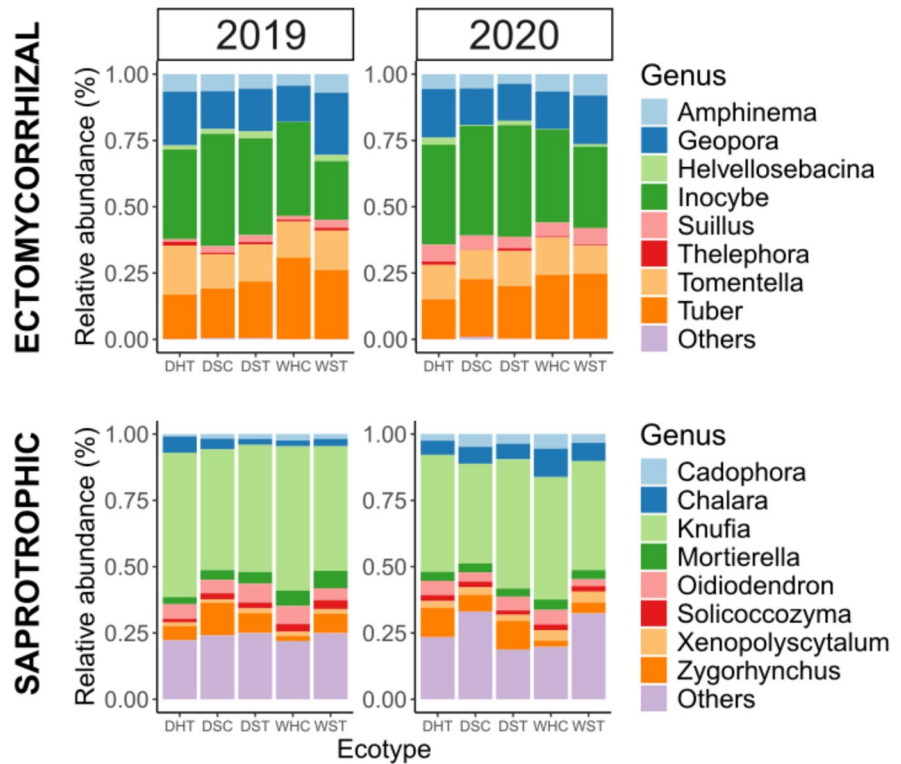 2019
2020
ECTOMYCORRHIZAL
Relative abundance (%)
1.00
0.75
0.50
0.25
0.00
DHT DSC DST WHC WST
1.00
0.75
0.50
0.25
0.00
DHT DSC DST WHC WST
Genus
Amphinema
Geopora
Helvellosebacina
Inocybe
Suillus
Thelephora
Tomentella
Tuber
Others
SAPROTROPHIC
Relative abundance (%)
1.00
0.75
0.50
0.25
0.00
DHT DSC DST WHC WST
1.00
0.75
0.50
0.25
0.00
DHT DSC DST WHC WST
Ecotype
Genus
Cadophora
Chalara
Knufia
Mortierella
Oidiodendron
Solicoccozyma
Xenopolyscytalum
Zygorhynchus
Others